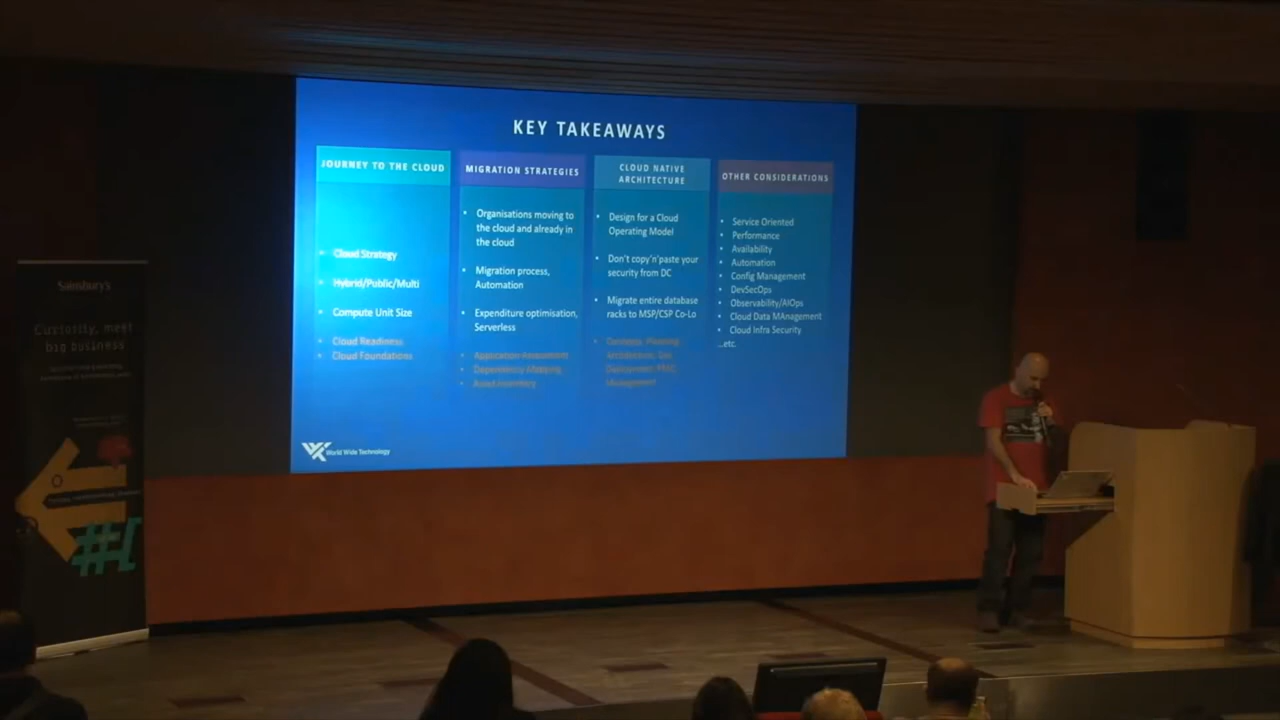 KEY TAKEAWAYS
JOURNEY TO THE CLOUD
• Cloud Strategy
• Hybrid/Public/Multi
• Compute Unit Size
• Cloud Readiness
• Cloud Foundations
MIGRATION STRATEGIES
• Organisations moving to
the cloud and already in
the cloud
• Migration process,
Automation
• Expenditure optimisation,
Serverless
• Application Assessment
• Dependency Mapping
• Asset Inventory
CLOUD NATIVE
ARCHITECTURE
• Design for a Cloud
Operating Model
• Don't copy'n'paste your
security from DC
• Migrate entire database
racks to MSP/CSP Co-Lo
Planning
Management
OTHER CONSIDERATIONS
• Service Oriented
• Performance
• Availability
• Automation
• Config Management
• DevSecOps
• Observability/AIOps
• Cloud Data MAnagement
• Cloud Infra Security
...etc.
World Wide Technology
Sainsbury's
Curiosity, meet
big business